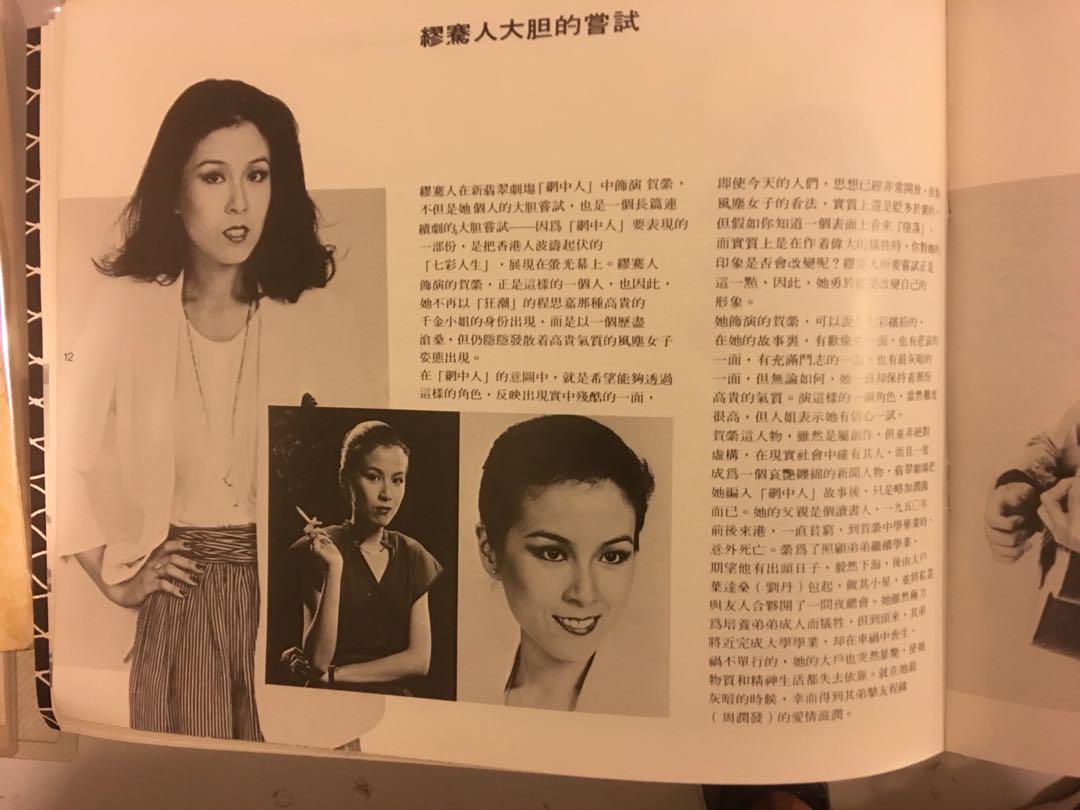 繆騫人大胆的嘗試
繆騫人在新翡翠劇塲「網中人」中飾演 賀縈，
不但是她個人的大胆嘗試，也是一個長篇連
續劇的大胆嘗試——因爲「網中人」要表現的
一部份，是把香港人波濤起伏的
「七彩人生」，展現在螢光幕上。繆騫人
飾演的賀縈，正是這樣的一個人，也因此，
她不再以「狂潮」的程思嘉那種高貴的
千金小姐的身份出現，而是以一個歷盡
滄桑，但仍隱隱發散着高貴氣質的風塵女子
姿態出現。
在「網中人」的意圖中，就是希望能夠透過
這樣的角色，反映出現實中殘酷的一面，
即使今天的人們，思想已經非常開放，但對
風塵女子的看法，實質上還是貶多於褒的。
但假如你知道一個表面上看來「墮落」，
而實質上是在作着偉大的犧牲時，你對她的
印象是否會改變呢？繆騫人所要嘗試正是
這一點，因此，她勇於接受改變自己的
形象。
她飾演的賀縈，可以說是七彩繽紛的，
在她的故事裏，有歡愉的一面，也有悲哀的
一面，有充滿鬥志的一面，也有最灰暗的
一面，但無論如何，她一直却保持着那份
高貴的氣質。演這樣的一個角色，當然難度
很高，但人姐表示她有信心一試。
賀縈這人物，雖然是屬創作，但並非絕對
虛構，在現實社會中確有其人，而且一度
成爲一個哀艷纏綿的新聞人物，翡翠劇塲把
她編入「網中人」故事後，只是略加潤飾
而已。她的父親是個讀書人，一九五〇年
前後來港，一直貧窮，到賀縈中學畢業時，
意外死亡。縈爲了照顧弟弟繼續學業，
期望他有出頭日子，毅然下海，後由大戶
葉達燊（劉丹）包起，做其小星，並將私蓄
與友人合夥開了一間夜總會。她雖然極力
爲培養弟弟成人而犧牲，但到頭來，其弟
將近完成大學學業，却在車禍中喪生，
禍不單行的，她的大戶也突然暴斃，使她
物質和精神生活都失去依靠。就在她最
灰暗的時候，幸而得到其弟摯友程緯
（周潤發）的愛情滋潤。
12